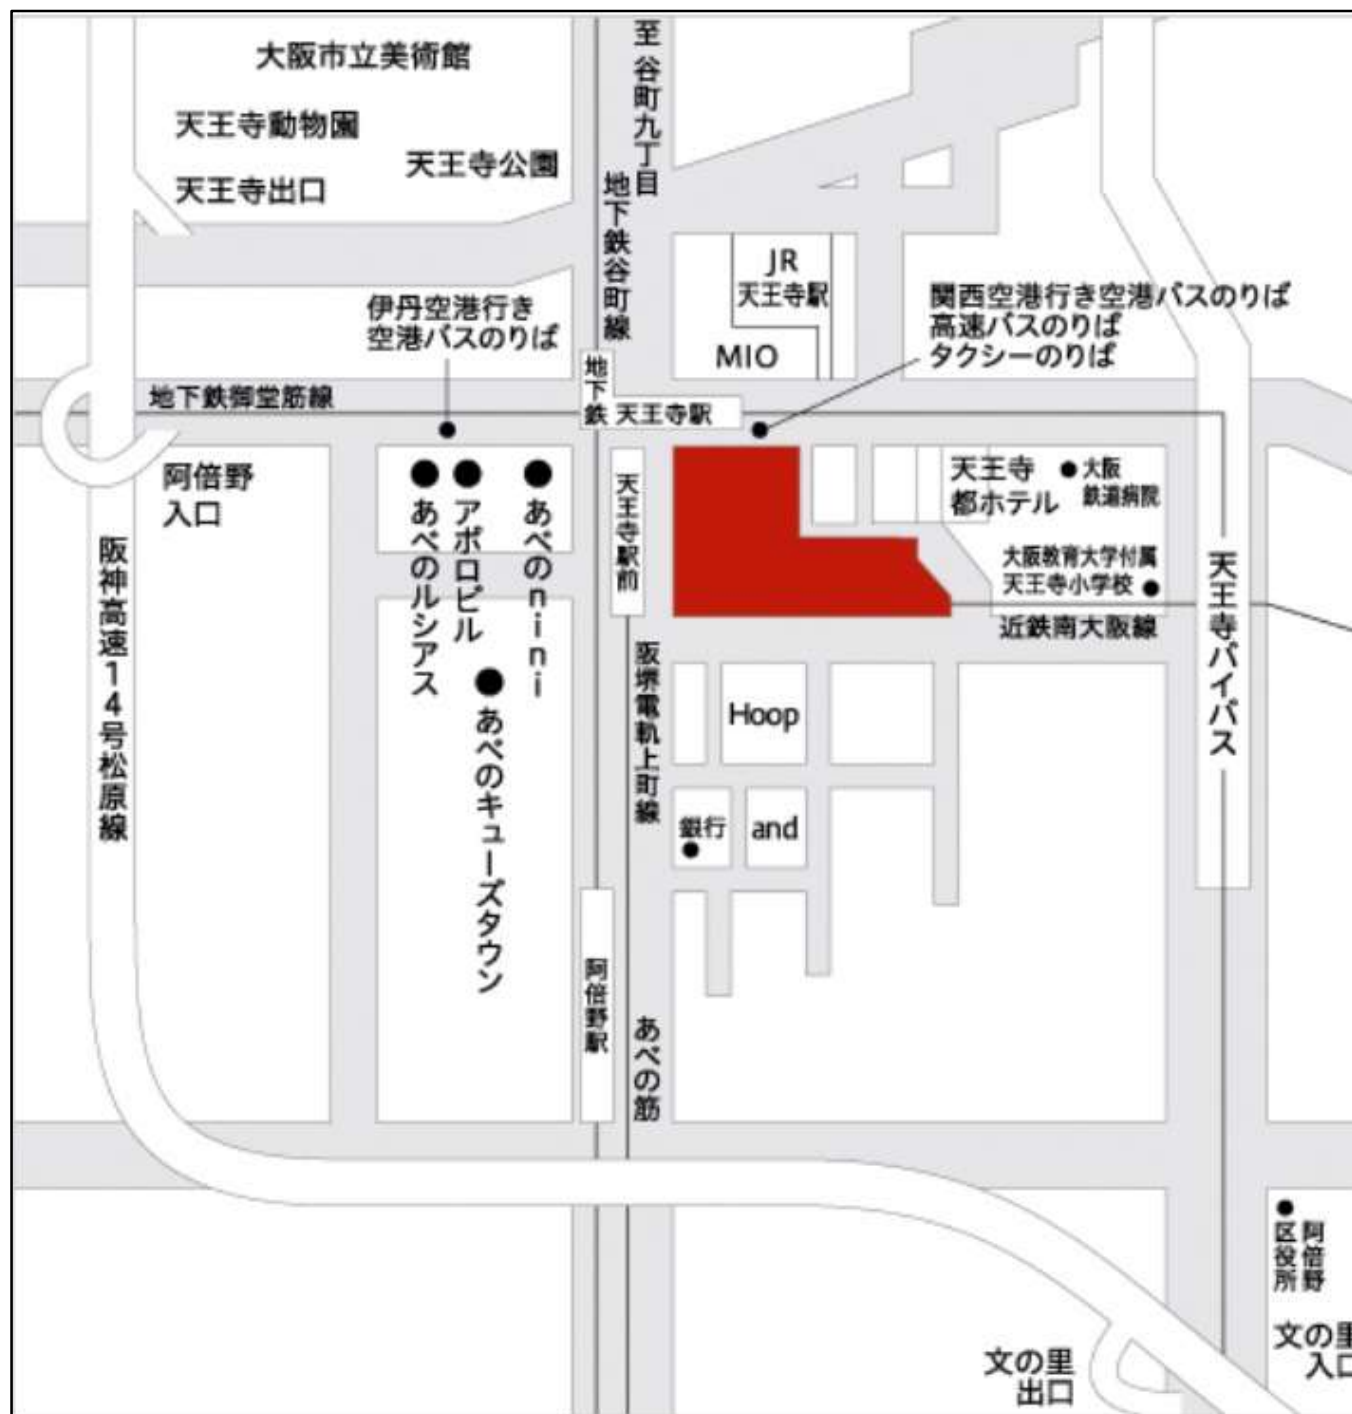 大阪市立美術館
天王寺動物園
天王寺公園
天王寺出口
至 谷町九丁目
地下鉄谷町線
JR
天王寺駅
MIO
伊丹空港行き
空港バスのりば
関西空港行き空港バスのりば
高速バスのりば
タクシーのりば
地下鉄御堂筋線
地下鉄 天王寺駅
阿倍野
入口
あべのルシアス
アポロビル
あべのnini
天王寺駅前
天王寺
都ホテル
大阪
鉄道病院
大阪教育大学付属
天王寺小学校
近鉄南大阪線
天王寺バイパス
阪神高速14号松原線
あべのキューズタウン
阪堺電軌上町線
Hoop
銀行
and
阿倍野駅
あべの筋
阿倍野
区役所
文の里
出口
文の里
入口